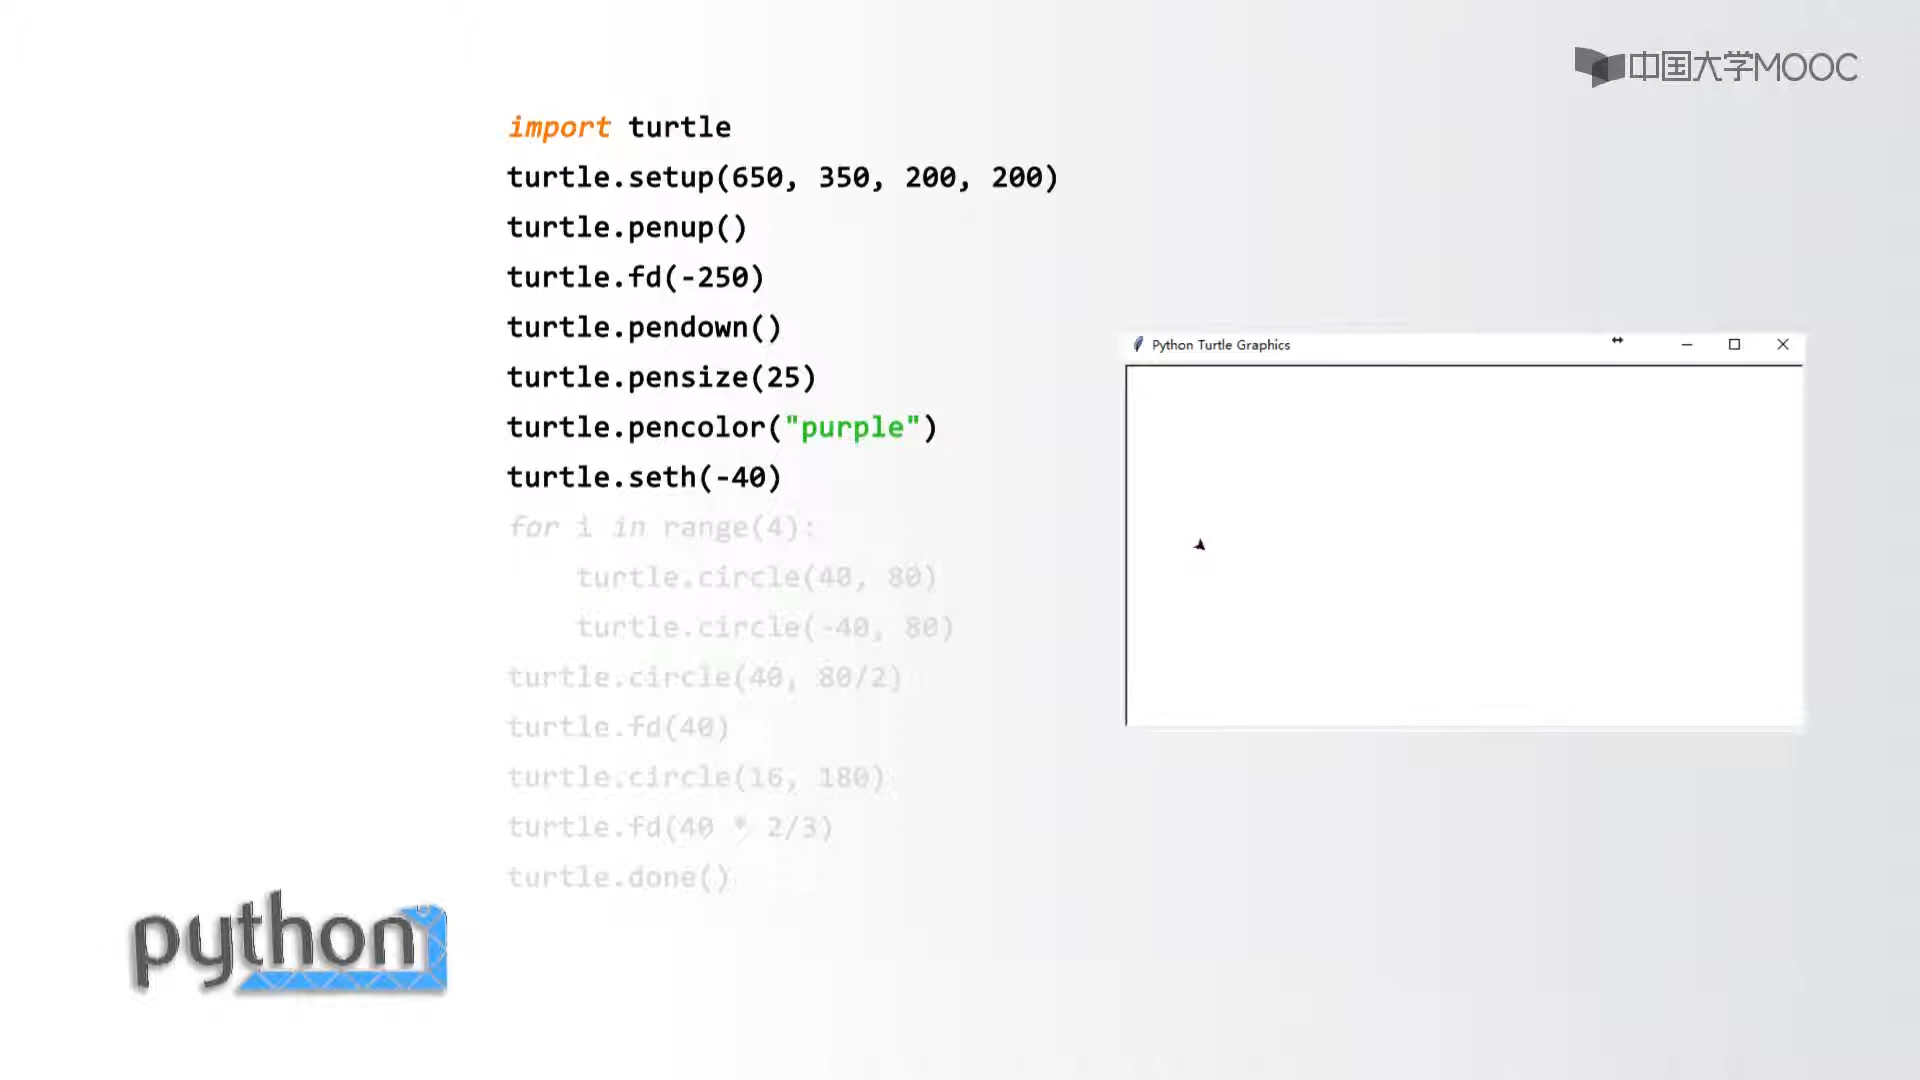 中国大学MOOC
import turtle
turtle.setup(650, 350, 200, 200)
turtle.penup()
turtle.fd(-250)
turtle.pendown()
turtle.pensize(25)
turtle.pencolor("purple")
turtle.seth(-40)
for i in range(4):
    turtle.circle(40, 80)
    turtle.circle(-40, 80)
turtle.circle(40, 80/2)
turtle.fd(40)
turtle.circle(16, 180)
turtle.fd(40 * 2/3)
turtle.done()
Python Turtle Graphics
python